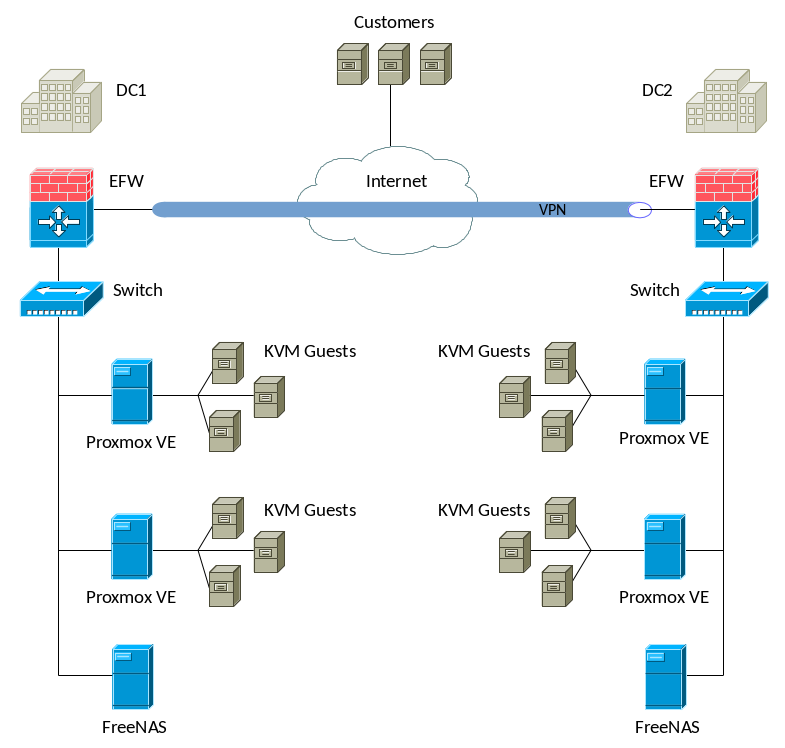 Customers
DC1
DC2
EFW
Internet
EFW
VPN
Switch
Switch
KVM Guests
KVM Guests
Proxmox VE
Proxmox VE
KVM Guests
KVM Guests
Proxmox VE
Proxmox VE
FreeNAS
FreeNAS